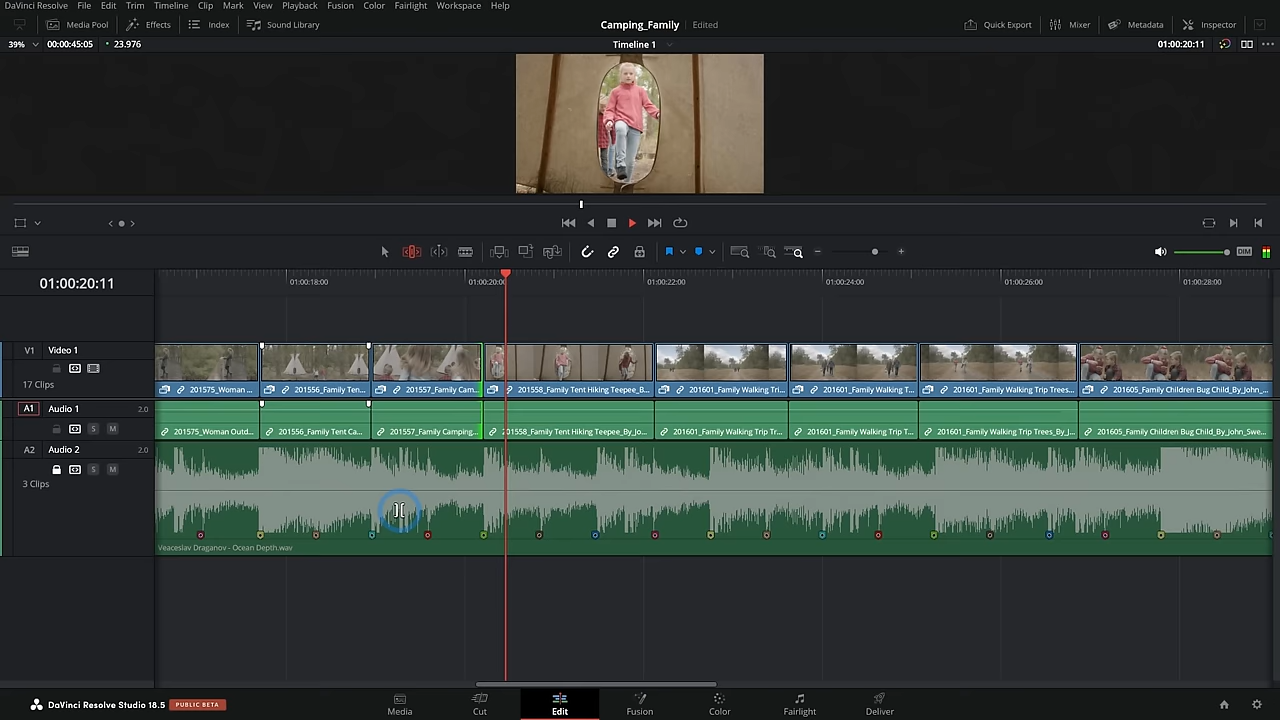 DaVinci Resolve File Edit Trim Timeline Clip Mark View Playback Fusion Color Fairlight Workspace Help
Media Pool Effects Index Sound Library Camping_Family Edited Quick Export Mixer Metadata Inspector
39% 00:00:45:05 23.976 Timeline 1 01:00:20:11
DIM
01:00:20:11 01:00:18:00 01:00:20:00 01:00:22:00 01:00:24:00 01:00:26:00 01:00:28:00
V1 Video 1
17 Clips
201575_Woman ... 201556_Family Ten... 201557_Family Cam... 201558_Family Tent Hiking Teepee_B... 201601_Family Walking Tri... 201601_Family Walking T... 201601_Family Walking Trip Trees_B... 201605_Family Children Bug Child_By_John_...
A1 Audio 1 2.0
S M
201575_Woman Outd... 201556_Family Tent Ca... 201557_Family Camping... 201558_Family Tent Hiking Teepee_By_Jo... 201601_Family Walking Trip Tr... 201601_Family Walking Trip T... 201601_Family Walking Trip Trees_By_J... 201605_Family Children Bug Child_By_John_Swe...
A2 Audio 2 2.0
S M
3 Clips
Veaceslav Draganov - Ocean Depth.wav
DaVinci Resolve Studio 18.5 PUBLIC BETA
Media Cut Edit Fusion Color Fairlight Deliver